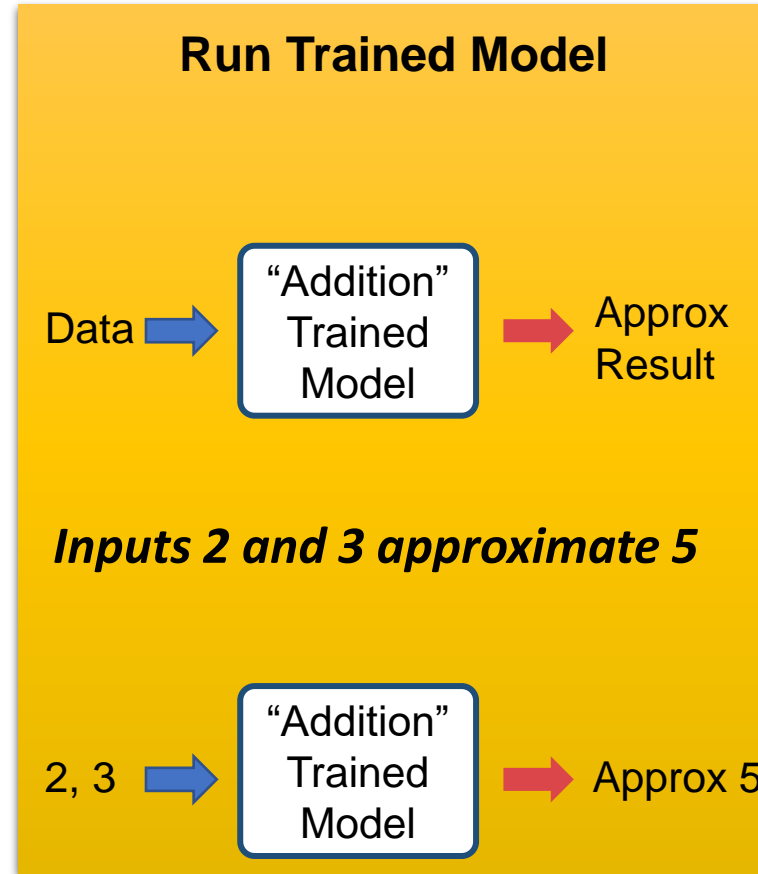 Run Trained Model
“Addition”
Trained
Model
Data
Approx
Result
Inputs 2 and 3 approximate 5
“Addition”
Trained
Model
2, 3
Approx 5